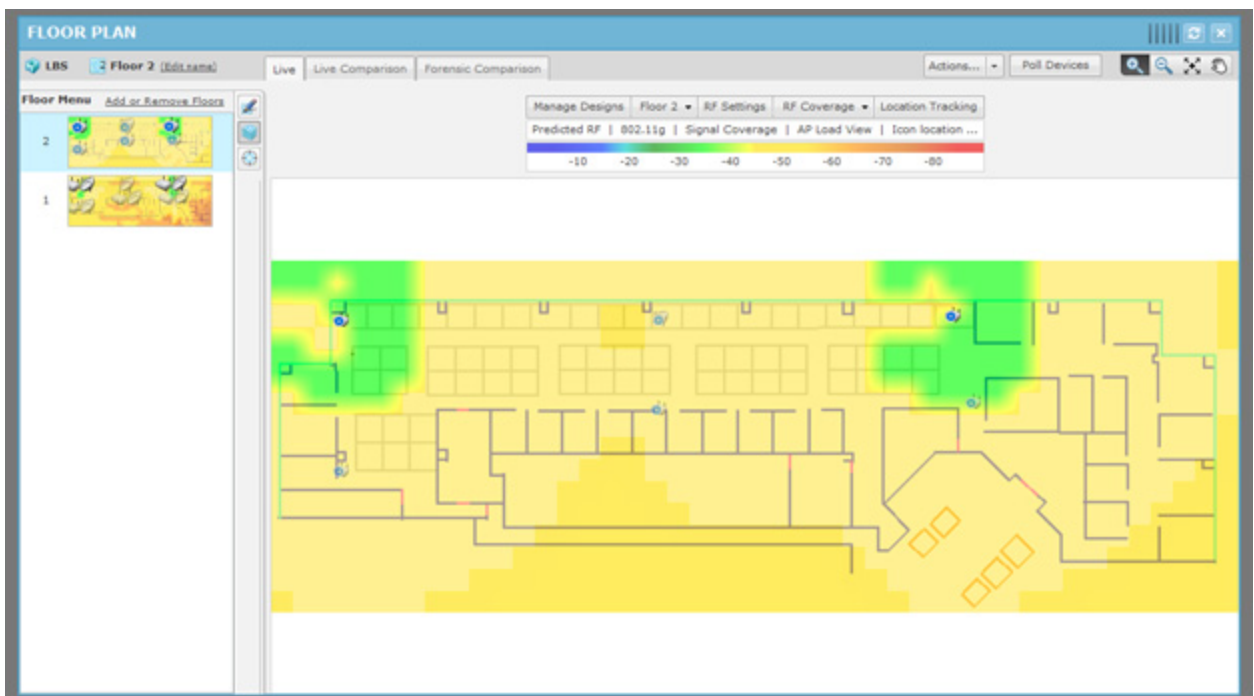 FLOOR PLAN
LBS 2 Floor 2 (Edit name) Live Live Comparison Forensic Comparison Actions... Poll Devices
Floor Menu Add or Remove Floors
Manage Designs Floor 2 RF Settings RF Coverage Location Tracking
Predicted RF | 802.11g | Signal Coverage | AP Load View | Icon location ...
-10 -20 -30 -40 -50 -60 -70 -80
2
1